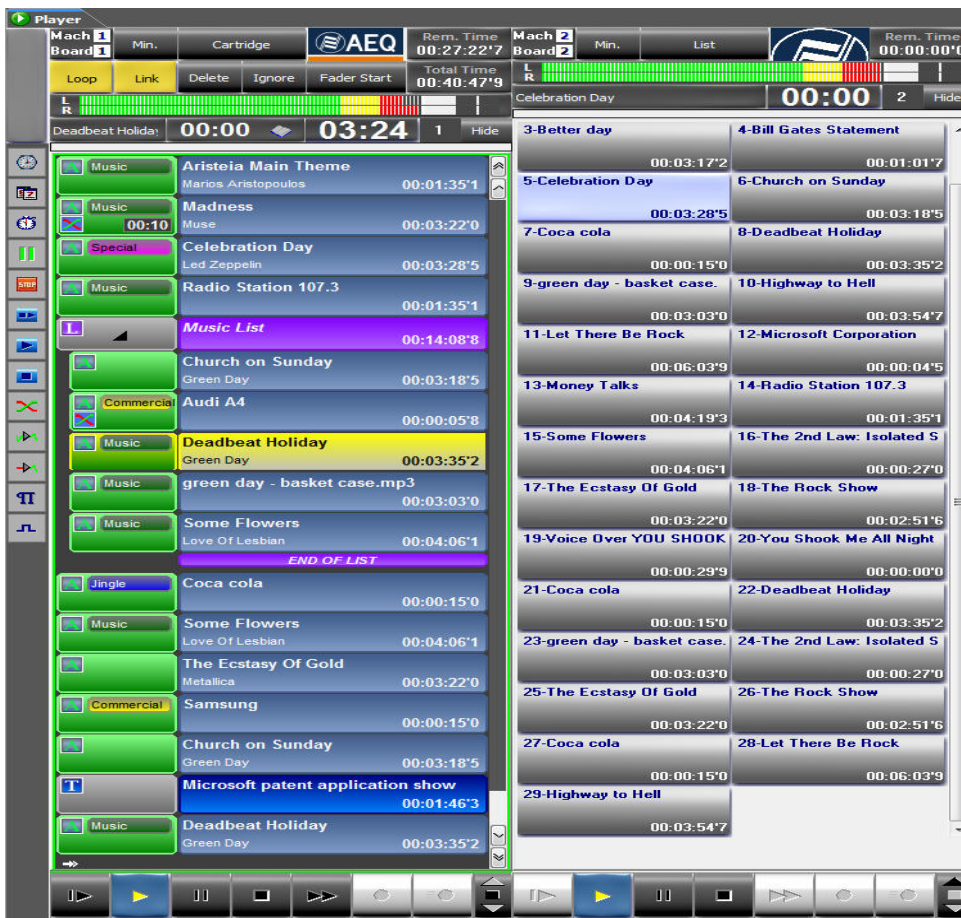 Player
Mach 1
Board 1
Min.
Cartridge
AEQ
Rem. Time
00:27:22'7
Loop
Link
Delete
Ignore
Fader Start
Total Time
00:40:47'9
L
R
Deadbeat Holiday
00:00
03:24
1
Hide
Music
Aristeia Main Theme
Marios Aristopoulos
00:01:35'1
Music
Madness
00:10
Muse
00:03:22'0
Special
Celebration Day
Led Zeppelin
00:03:28'5
Music
Radio Station 107.3
00:01:35'1
L
Music List
00:14:08'8
Church on Sunday
Green Day
00:03:18'5
Commercial
Audi A4
00:00:05'8
Music
Deadbeat Holiday
Green Day
00:03:35'2
Music
green day - basket case.mp3
00:03:03'0
Music
Some Flowers
Love Of Lesbian
00:04:06'1
END OF LIST
Jingle
Coca cola
00:00:15'0
Music
Some Flowers
Love Of Lesbian
00:04:06'1
The Ecstasy Of Gold
Metallica
00:03:22'0
Commercial
Samsung
00:00:15'0
Church on Sunday
Green Day
00:03:18'5
T
Microsoft patent application show
00:01:46'3
Music
Deadbeat Holiday
Green Day
00:03:35'2
STOP
Mach 2
Board 2
Min.
List
Rem. Time
00:00:00'0
L
R
Celebration Day
00:00
2
Hide
3-Better day
00:03:17'2
4-Bill Gates Statement
00:01:01'7
5-Celebration Day
00:03:28'5
6-Church on Sunday
00:03:18'5
7-Coca cola
00:00:15'0
8-Deadbeat Holiday
00:03:35'2
9-green day - basket case.
00:03:03'0
10-Highway to Hell
00:03:54'7
11-Let There Be Rock
00:06:03'9
12-Microsoft Corporation
00:00:04'5
13-Money Talks
00:04:19'3
14-Radio Station 107.3
00:01:35'1
15-Some Flowers
00:04:06'1
16-The 2nd Law: Isolated S
00:00:27'0
17-The Ecstasy Of Gold
00:03:22'0
18-The Rock Show
00:02:51'6
19-Voice Over YOU SHOOK
00:00:29'9
20-You Shook Me All Night
00:00:00'0
21-Coca cola
00:00:15'0
22-Deadbeat Holiday
00:03:35'2
23-green day - basket case.
00:03:03'0
24-The 2nd Law: Isolated S
00:00:27'0
25-The Ecstasy Of Gold
00:03:22'0
26-The Rock Show
00:02:51'6
27-Coca cola
00:00:15'0
28-Let There Be Rock
00:06:03'9
29-Highway to Hell
00:03:54'7